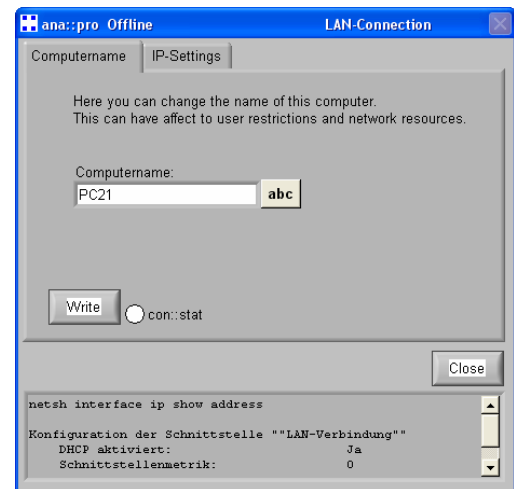 ana::pro Offline LAN-Connection
Computername IP-Settings
Here you can change the name of this computer.
This can have affect to user restrictions and network resources.
Computername:
PC21 abc
Write con::stat
Close
netsh interface ip show address
Konfiguration der Schnittstelle ""LAN-Verbindung""
DHCP aktiviert: Ja
Schnittstellenmetrik: 0